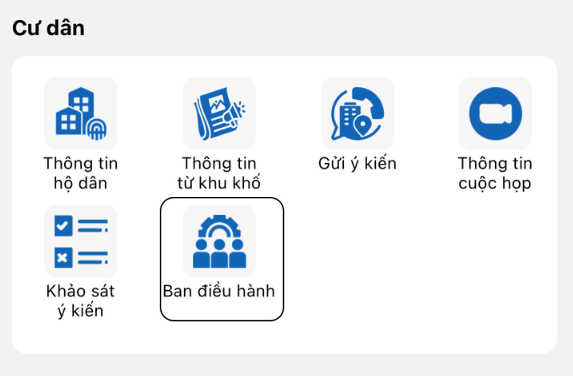 Cư dân
Thông tin
hộ dân
Thông tin
từ khu khố
Gửi ý kiến
Thông tin
cuộc họp
Khảo sát
ý kiến
Ban điều hành